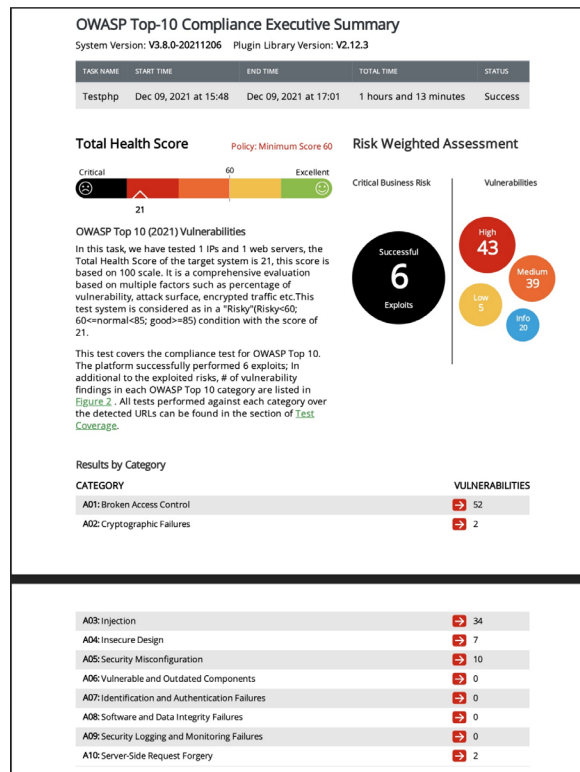 OWASP Top-10 Compliance Executive Summary
System Version: V3.8.0-20211206 Plugin Library Version: V2.12.3
TASK NAME START TIME END TIME TOTAL TIME STATUS
Testphp Dec 09, 2021 at 15:48 Dec 09, 2021 at 17:01 1 hours and 13 minutes Success
Total Health Score Policy: Minimum Score 60
Critical 60 Excellent
21
OWASP Top 10 (2021) Vulnerabilities
In this task, we have tested 1 IPs and 1 web servers, the
Total Health Score of the target system is 21, this score is
based on 100 scale. It is a comprehensive evaluation
based on multiple factors such as percentage of
vulnerability, attack surface, encrypted traffic etc.This
test system is considered as in a "Risky"(Risky<60;
60<=normal<85; good>=85) condition with the score of
21.
This test covers the compliance test for OWASP Top 10.
The platform successfully performed 6 exploits; In
additional to the exploited risks, # of vulnerability
findings in each OWASP Top 10 category are listed in
Figure 2 . All tests performed against each category over
the detected URLs can be found in the section of Test
Coverage.
Risk Weighted Assessment
Critical Business Risk
Successful
6
Exploits
Vulnerabilities
High
43
Medium
39
Low
5
Info
20
Results by Category
CATEGORY VULNERABILITIES
A01: Broken Access Control 52
A02: Cryptographic Failures 2
A03: Injection 34
A04: Insecure Design 7
A05: Security Misconfiguration 10
A06: Vulnerable and Outdated Components 0
A07: Identification and Authentication Failures 0
A08: Software and Data Integrity Failures 0
A09: Security Logging and Monitoring Failures 0
A10: Server-Side Request Forgery 2